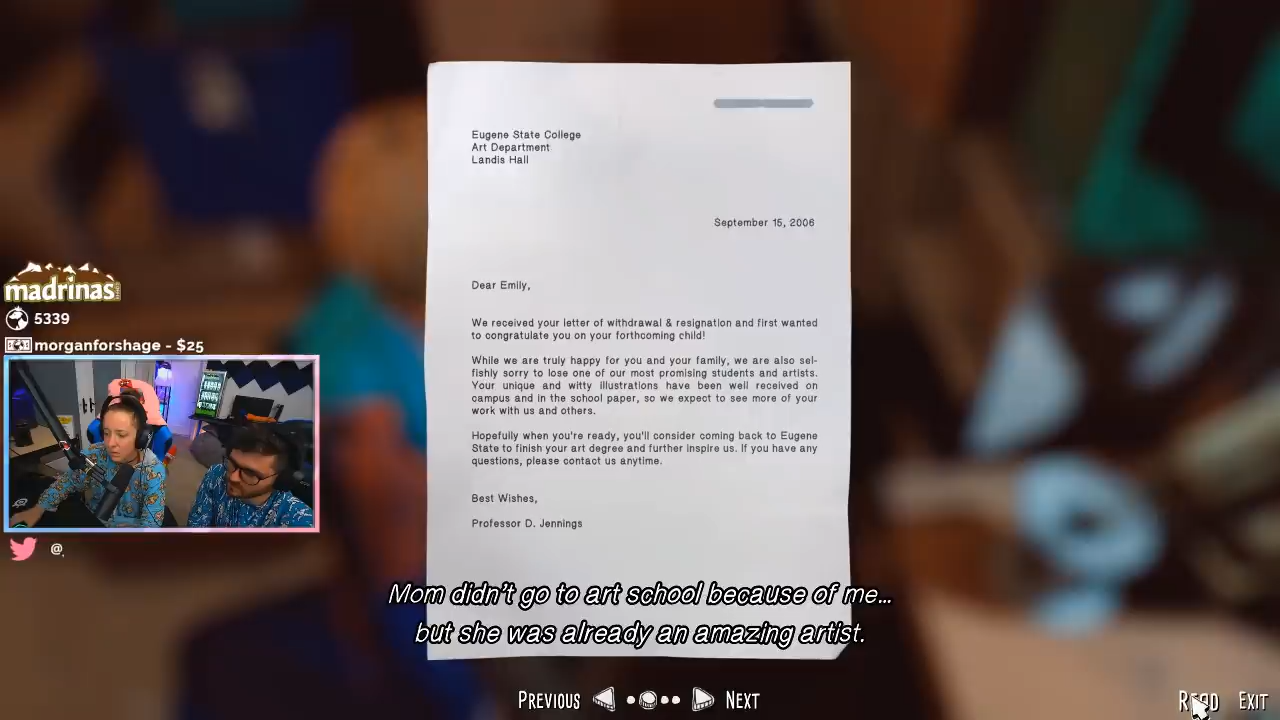 Eugene State College
Art Department
Landis Hall
September 15, 2006
Dear Emily,
We received your letter of withdrawal & resignation and first wanted
to congratulate you on your forthcoming child!
While we are truly happy for you and your family, we are also sel-
fishly sorry to lose one of our most promising students and artists.
Your unique and witty illustrations have been well received on
campus and in the school paper, so we expect to see more of your
work with us and others.
Hopefully when you're ready, you'll consider coming back to Eugene
State to finish your art degree and further inspire us. If you have any
questions, please contact us anytime.
Best Wishes,
Professor D. Jennings
madrinas
5339
morganforshage - $25
@
Mom didn't go to art school because of me...
but she was already an amazing artist.
PREVIOUS NEXT
READ EXIT